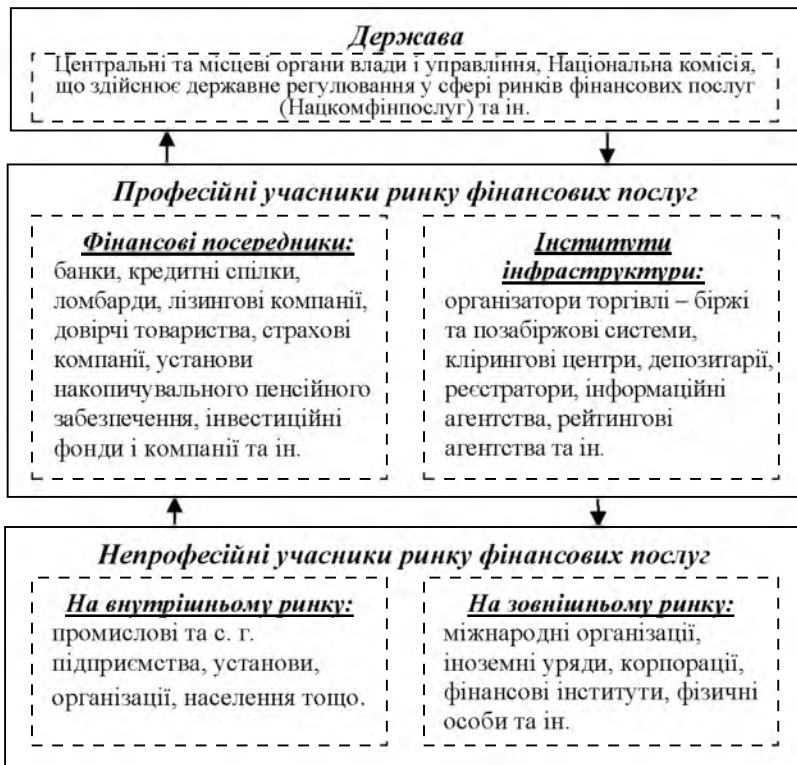 Держава
Центральні та місцеві органи влади і управління, Національна комісія,
що здійснює державне регулювання у сфері ринків фінансових послуг
(Нацкомфінпослуг) та ін.
Професійні учасники ринку фінансових послуг
Фінансові посередники:
банки, кредитні спілки,
ломбарди, лізингові компанії,
довірчі товариства, страхові
компанії, установи
накопичувального пенсійного
забезпечення, інвестиційні
фонди і компанії та ін.
Інститути
інфраструктури:
організатори торгівлі – біржі
та позабіржові системи,
клірингові центри, депозитарії,
реєстратори, інформаційні
агентства, рейтингові
агентства та ін.
Непрофесійні учасники ринку фінансових послуг
На внутрішньому ринку:
промислові та с. г.
підприємства, установи,
організації, населення тощо.
На зовнішньому ринку:
міжнародні організації,
іноземні уряди, корпорації,
фінансові інститути, фізичні
особи та ін.